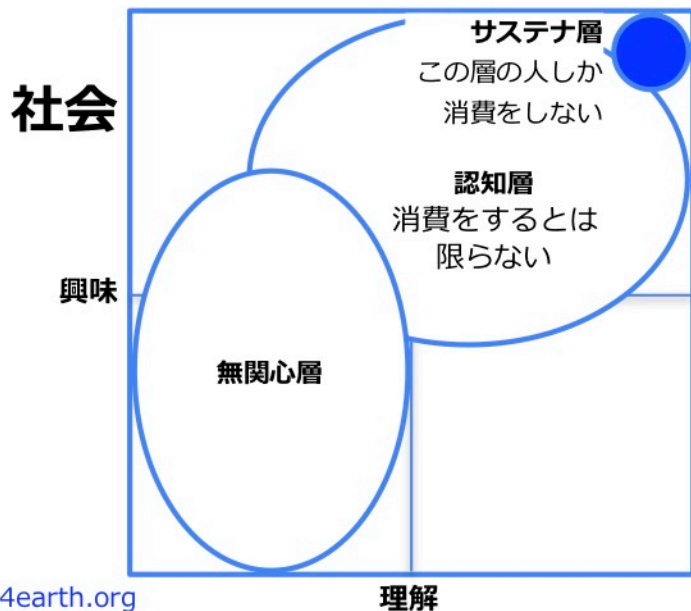 サステナ層
この層の人しか
消費をしない
社会
認知層
消費をするとは
限らない
興味
無関心層
4earth.org
理解